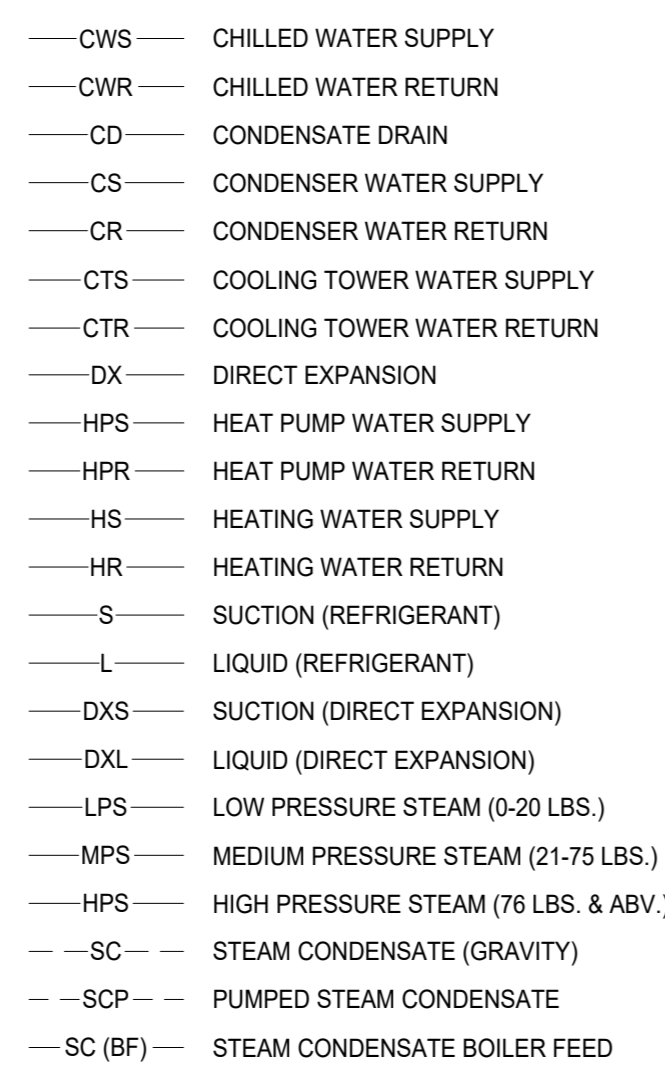 CWS CHILLED WATER SUPPLY
CWR CHILLED WATER RETURN
CD CONDENSATE DRAIN
CS CONDENSER WATER SUPPLY
CR CONDENSER WATER RETURN
CTS COOLING TOWER WATER SUPPLY
CTR COOLING TOWER WATER RETURN
DX DIRECT EXPANSION
HPS HEAT PUMP WATER SUPPLY
HPR HEAT PUMP WATER RETURN
HS HEATING WATER SUPPLY
HR HEATING WATER RETURN
S SUCTION (REFRIGERANT)
L LIQUID (REFRIGERANT)
DXS SUCTION (DIRECT EXPANSION)
DXL LIQUID (DIRECT EXPANSION)
LPS LOW PRESSURE STEAM (0-20 LBS.)
MPS MEDIUM PRESSURE STEAM (21-75 LBS.)
HPS HIGH PRESSURE STEAM (76 LBS. & ABV.)
SC STEAM CONDENSATE (GRAVITY)
SCP PUMPED STEAM CONDENSATE
SC (BF) STEAM CONDENSATE BOILER FEED